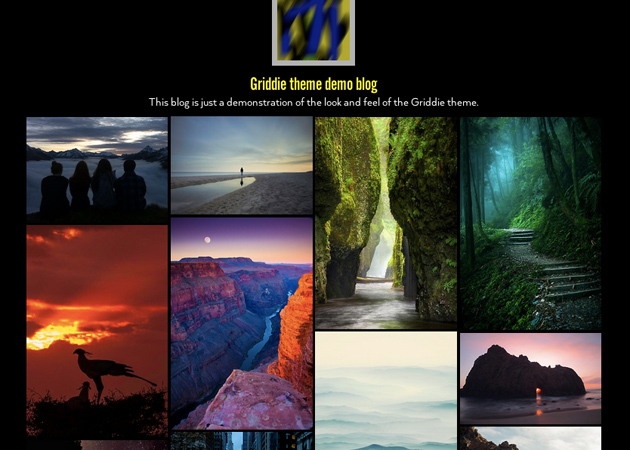 Griddie theme demo blog
This blog is just a demonstration of the look and feel of the Griddie theme.